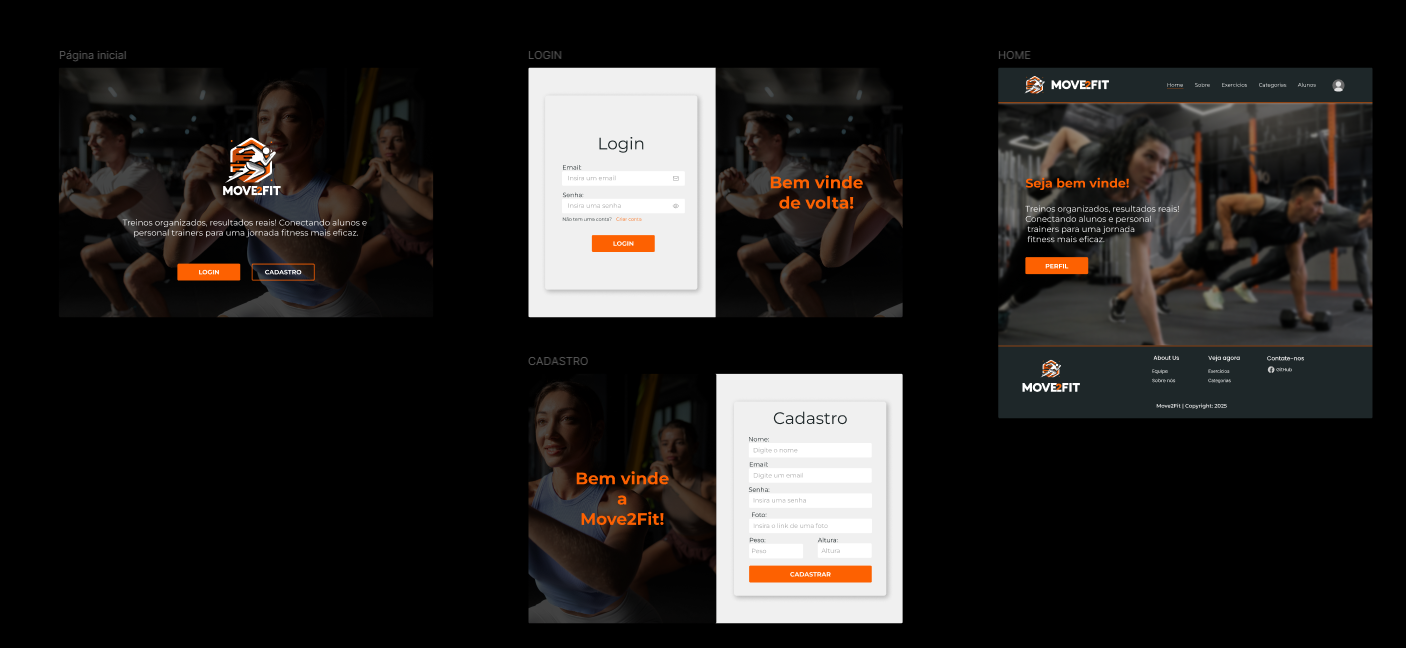 Página inicial
MOVE2FIT
Treinos organizados, resultados reais! Conectando alunos e
personal trainers para uma jornada fitness mais eficaz.
LOGIN
CADASTRO
LOGIN
Login
Email:
Insira um email
Senha:
Insira uma senha
Não tem uma conta? Criar conta
LOGIN
Bem vinde
de volta!
CADASTRO
Bem vinde
a
Move2Fit!
Cadastro
Nome:
Digite o nome
Email:
Digite um email
Senha:
Insira uma senha
Foto:
Insira o link de uma foto
Peso:
Altura:
Peso
Altura
CADASTRAR
HOME
MOVE2FIT
Home
Sobre
Exercícios
Categorias
Alunos
Seja bem vinde!
Treinos organizados, resultados reais!
Conectando alunos e personal
trainers para uma jornada
fitness mais eficaz.
PERFIL
MOVE2FIT
About Us
Equipe
Sobre nós
Veja agora
Exercícios
Categorias
Contate-nos
GitHub
Move2Fit | Copyright: 2025